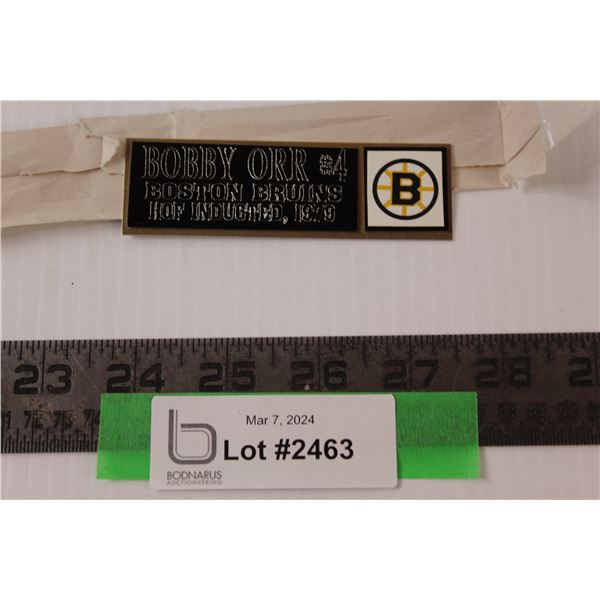 BOBBY ORR #4
BOSTON BRUINS
HOF INDUCTED, 1979
B
23 24 25 26 27 28
Mar 7, 2024
Lot #2463
b
BODNARUS
AUCTIONEERING